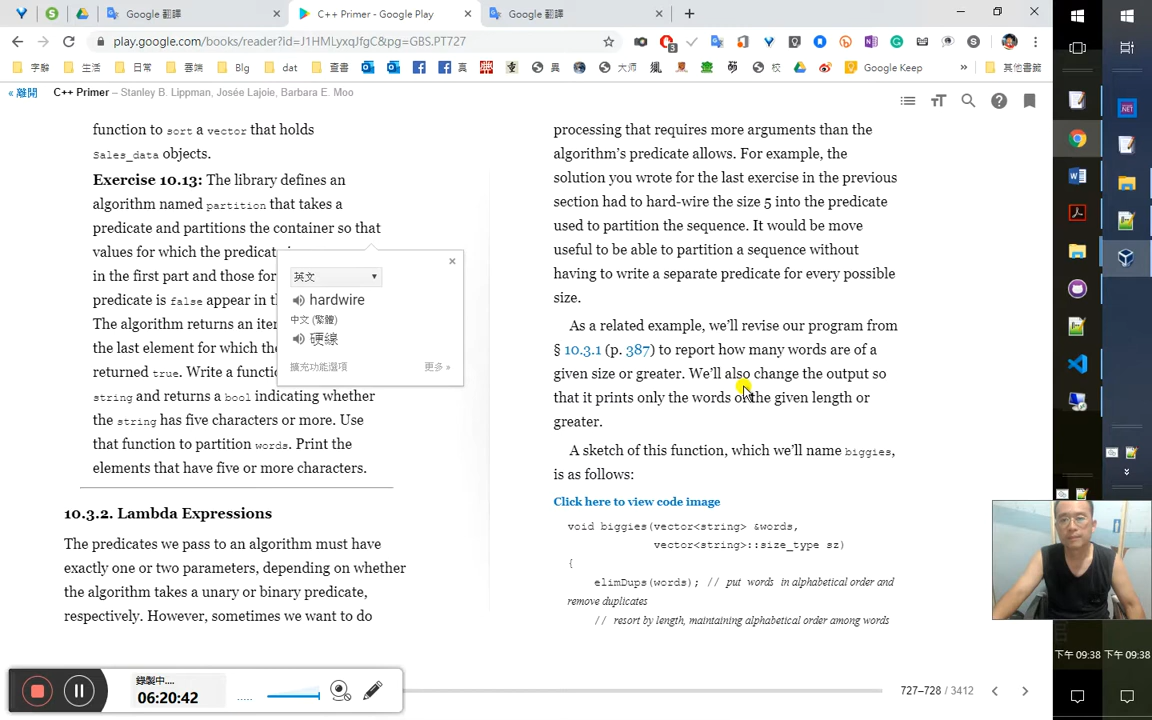 Google 翻譯
C++ Primer - Google Play
Google 翻譯
play.google.com/books/reader?id=J1HMLyxqJfgC&pg=GBS.PT727
字辭 生活 日常 雲端 Blg dat 查書 真 異 大师 校 Google Keep » 其他書籤
« 離開 C++ Primer – Stanley B. Lippman, Josée Lajoie, Barbara E. Moo
function to sort a vector that holds
Sales_data objects.
Exercise 10.13: The library defines an
algorithm named partition that takes a
predicate and partitions the container so that
values for which the predicate
in the first part and those for
predicate is false appear in
The algorithm returns an
the last element for which the
returned true. Write a
string and returns a bool indicating whether
the string has five characters or more. Use
that function to partition words. Print the
elements that have five or more characters.
英文
hardwire
中文 (繁體)
硬線
擴充功能選項 更多 »
10.3.2. Lambda Expressions
The predicates we pass to an algorithm must have
exactly one or two parameters, depending on whether
the algorithm takes a unary or binary predicate,
respectively. However, sometimes we want to do
processing that requires more arguments than the
algorithm's predicate allows. For example, the
solution you wrote for the last exercise in the previous
section had to hard-wire the size 5 into the predicate
used to partition the sequence. It would be move
useful to be able to partition a sequence without
having to write a separate predicate for every possible
size.
As a related example, we'll revise our program from
§ 10.3.1 (p. 387) to report how many words are of a
given size or greater. We'll also change the output so
that it prints only the words of the given length or
greater.
A sketch of this function, which we'll name biggies,
is as follows:
Click here to view code image
void biggies(vector<string> &words,
vector<string>::size_type sz)
{
elimDups(words); // put words in alphabetical order and
remove duplicates
// resort by length, maintaining alphabetical order among words
錄製中....
06:20:42
727–728 / 3412
下午 09:38
下午 09:38